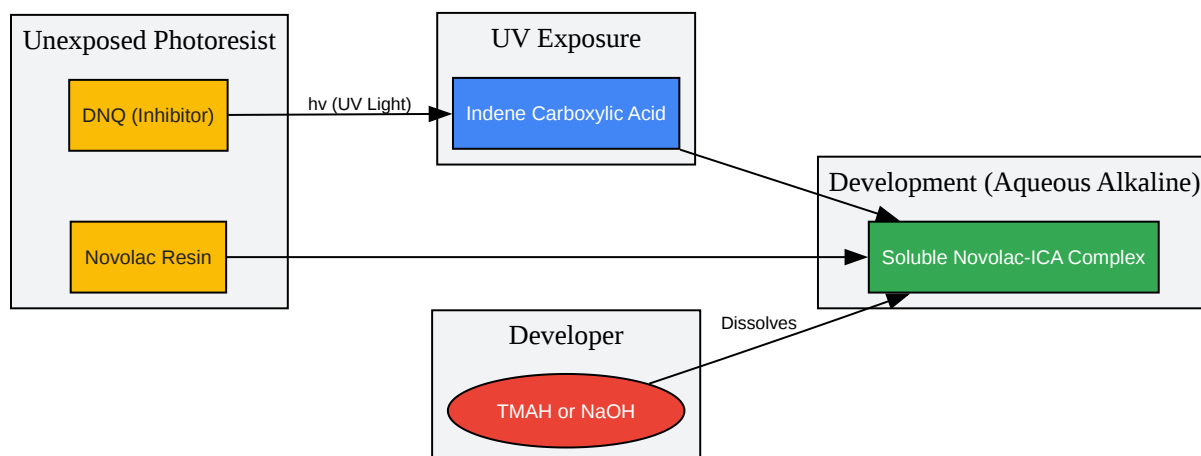 Unexposed Photoresist
DNQ (Inhibitor)
Novolac Resin
hv (UV Light)
UV Exposure
Indene Carboxylic Acid
Development (Aqueous Alkaline)
Soluble Novolac-ICA Complex
Developer
TMAH or NaOH
Dissolves